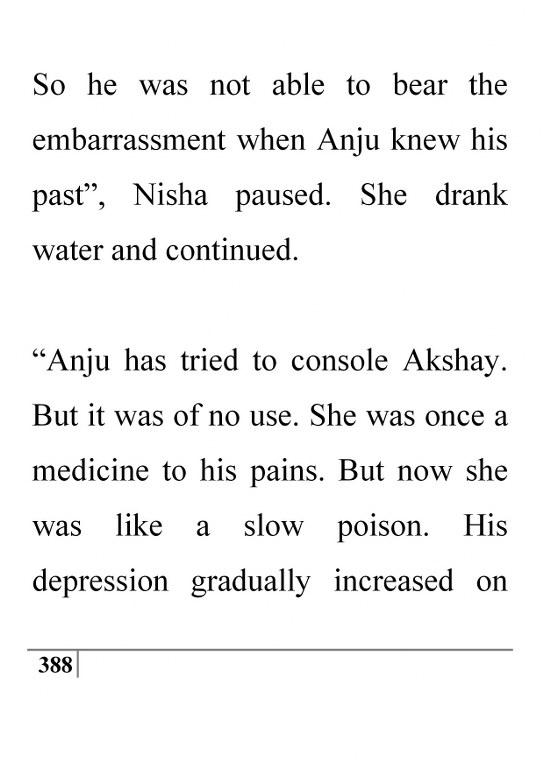 So he was not able to bear the
embarrassment when Anju knew his
past”, Nisha paused. She drank
water and continued.
“Anju has tried to console Akshay.
But it was of no use. She was once a
medicine to his pains. But now she
was like a slow poison. His
depression gradually increased on
388